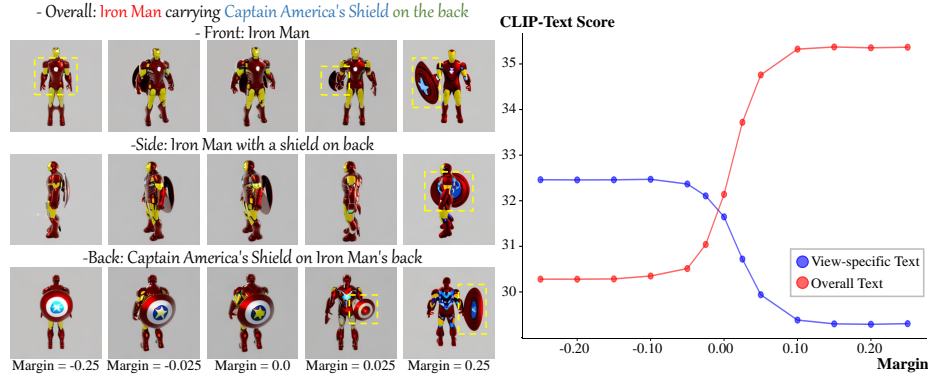 - Overall: Iron Man carrying Captain America's Shield on the back
- Front: Iron Man
-Side: Iron Man with a shield on back
-Back: Captain America's Shield on Iron Man's back
Margin = -0.25 Margin = -0.025 Margin = 0.0 Margin = 0.025 Margin = 0.25
CLIP-Text Score
35
34
33
32
31
30
View-specific Text
Overall Text
-0.20 -0.10 0.00 0.10 0.20
Margin